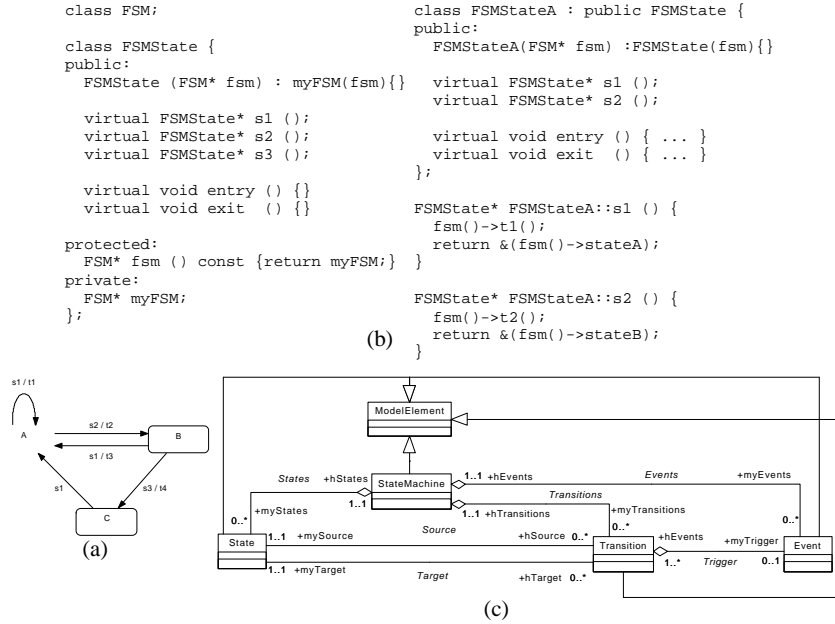 class FSM;
class FSMState {
public:
FSMState (FSM* fsm) : myFSM(fsm){}
virtual FSMState* s1 ();
virtual FSMState* s2 ();
virtual FSMState* s3 ();
virtual void entry () {}
virtual void exit  () {}
protected:
FSM* fsm () const {return myFSM;}
private:
FSM* myFSM;
};
class FSMStateA : public FSMState {
public:
FSMStateA(FSM* fsm) :FSMState(fsm){}
virtual FSMState* s1 ();
virtual FSMState* s2 ();
virtual void entry () { ... }
virtual void exit  () { ... }
};
FSMState* FSMStateA::s1 () {
fsm()->t1();
return &(fsm()->stateA);
}
FSMState* FSMStateA::s2 () {
fsm()->t2();
return &(fsm()->stateB);
}
(b)
s1 / t1
A
s2 / t2
B
s1 / t3
s1
s3 / t4
C
(a)
ModelElement
States
+hStates
StateMachine
1..1
+hEvents
Events
+myEvents
1..1
Transitions
+myStates
1..1
+hTransitions
+myTransitions
0..*
Source
0..*
0..*
State
1..1
+mySource
+hSource
0..*
Transition
+hEvents
+myTrigger
Event
1..*
Trigger
0..1
1..1
+myTarget
Target
+hTarget
0..*
(c)